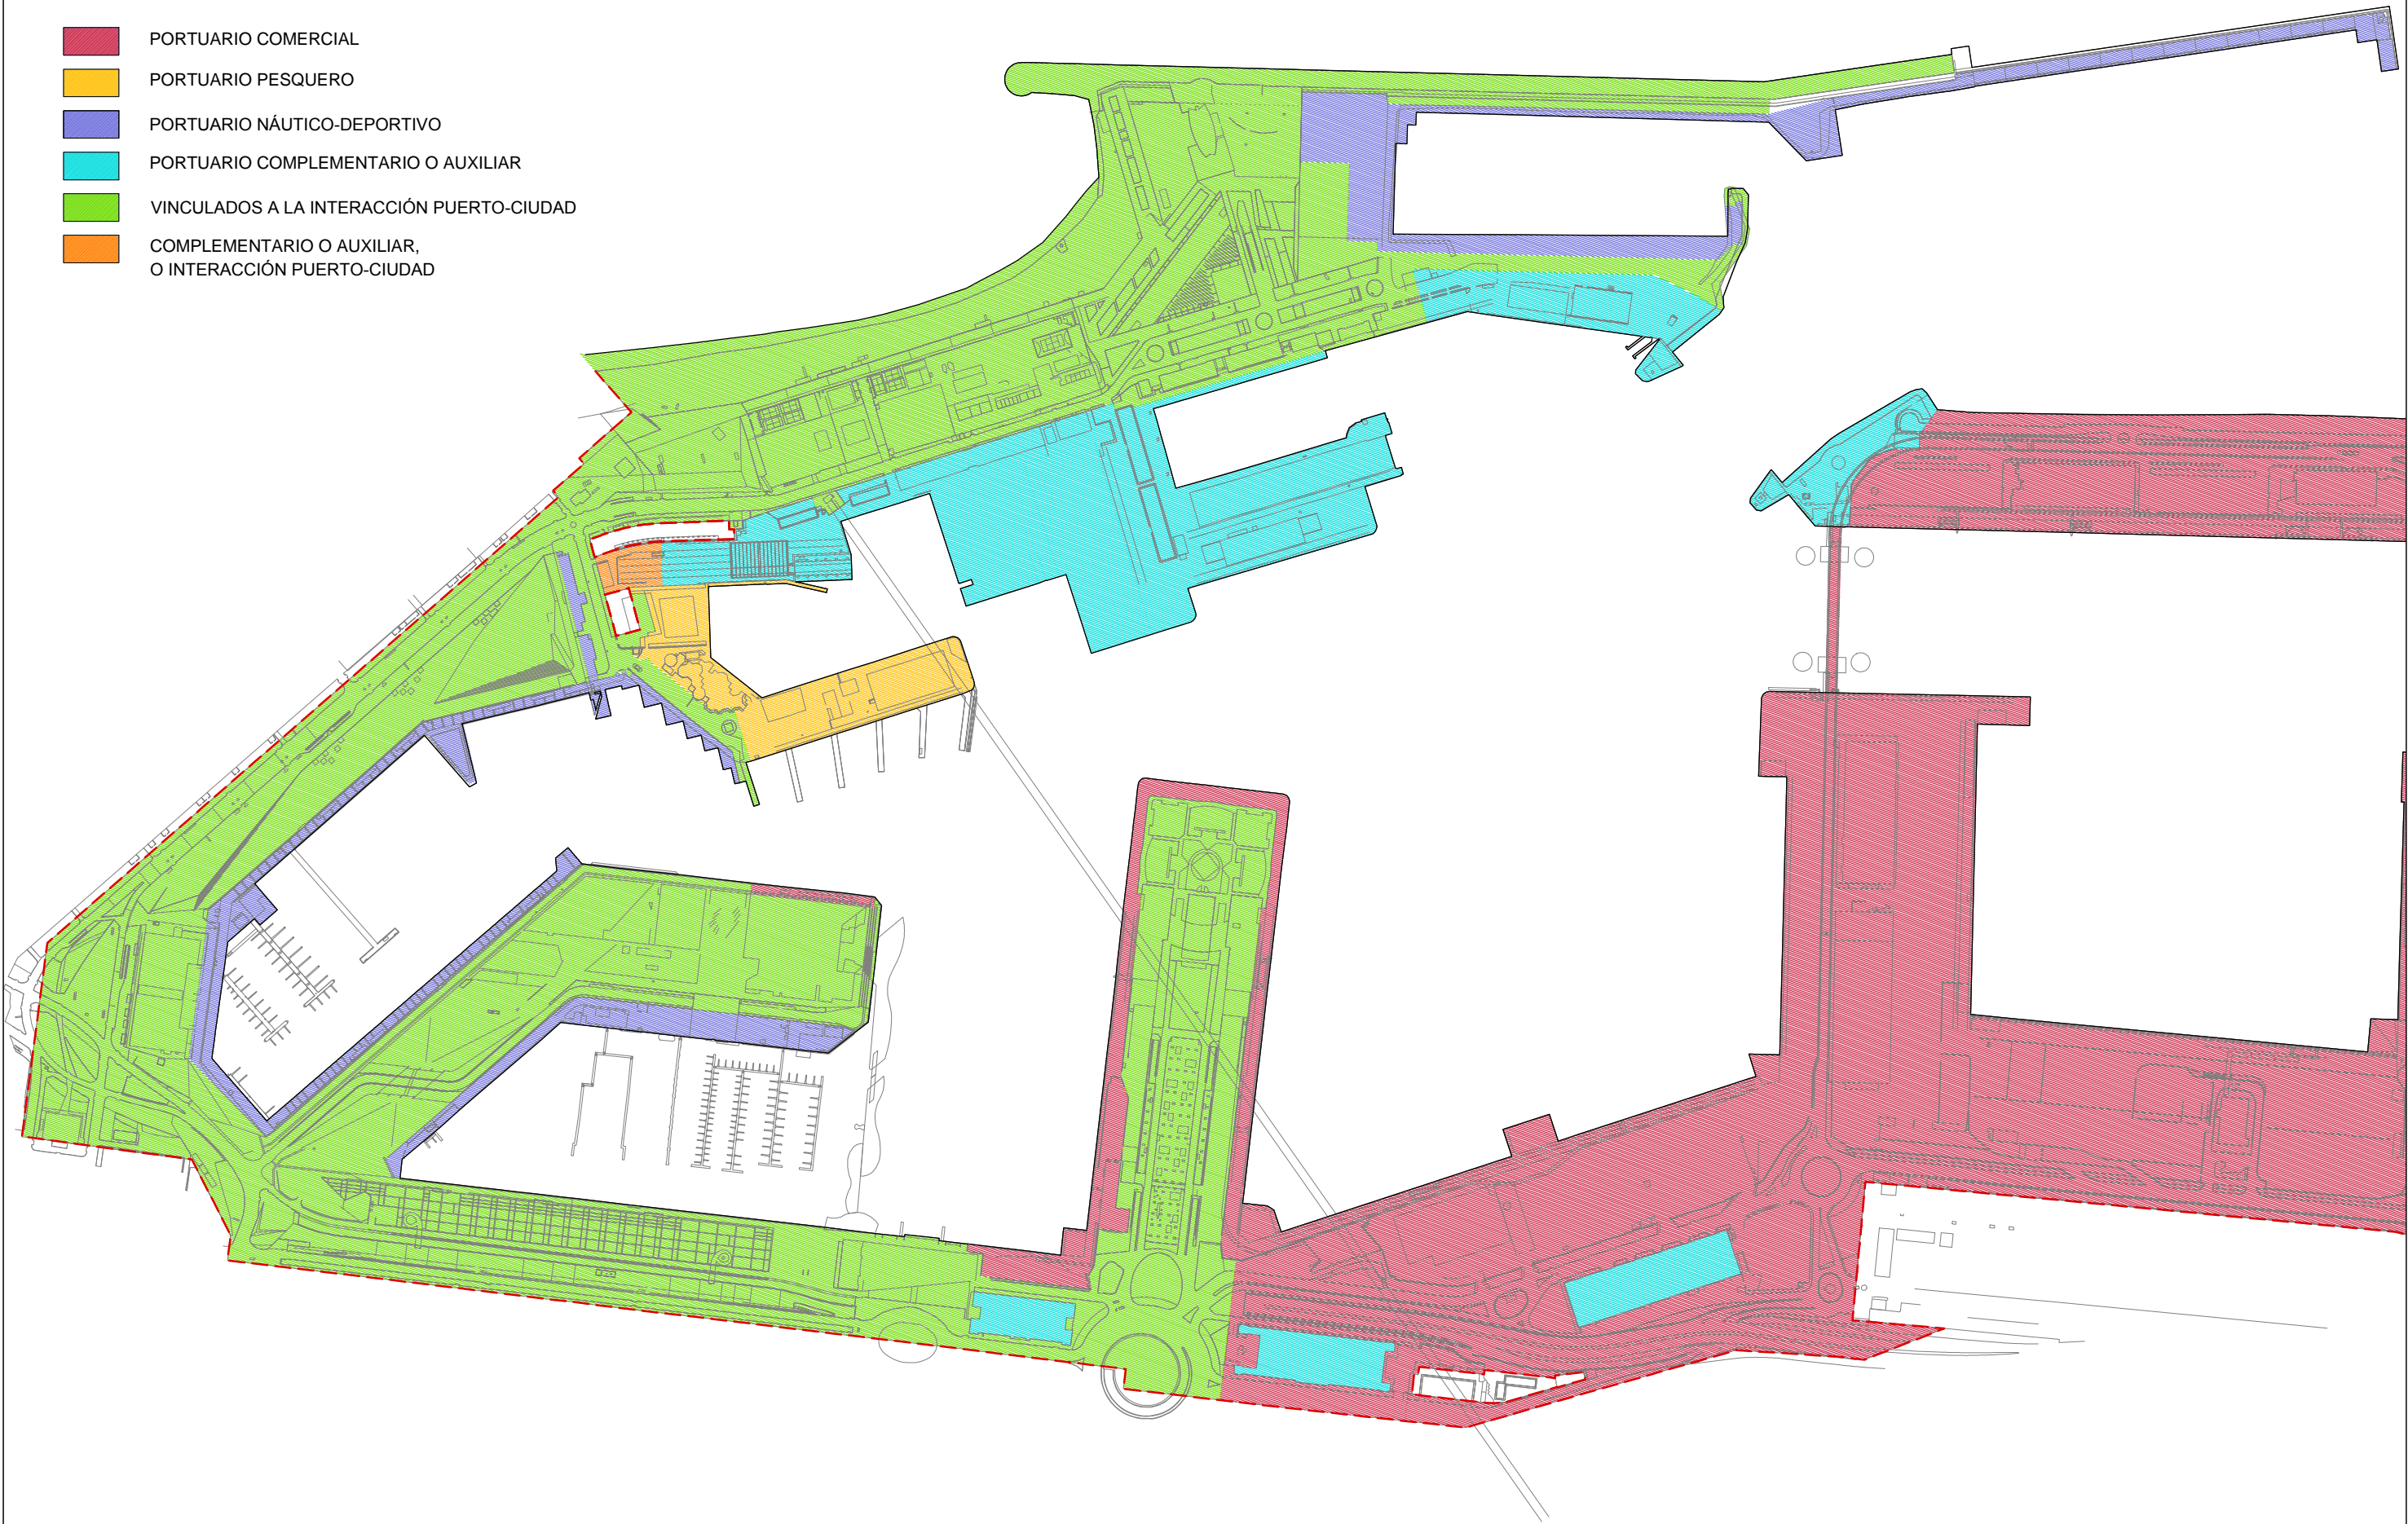 PORTUARIO COMERCIAL
PORTUARIO PESQUERO
PORTUARIO NÁUTICO-DEPORTIVO
PORTUARIO COMPLEMENTARIO O AUXILIAR
VINCULADOS A LA INTERACCIÓN PUERTO-CIUDAD
COMPLEMENTARIO O AUXILIAR,
O INTERACCIÓN PUERTO-CIUDAD